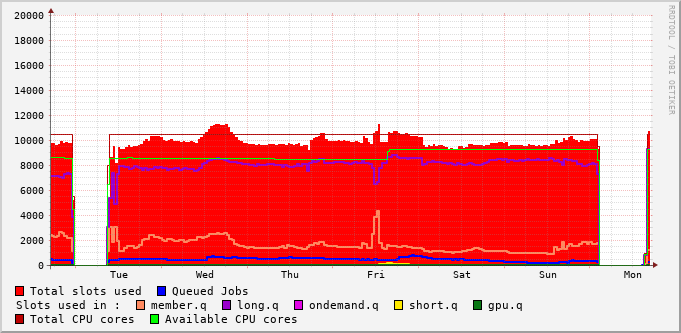 20000
18000
16000
14000
12000
10000
8000
6000
4000
2000
0
Tue Wed Thu Fri Sat Sun Mon
RRDTOOL / TOBI OETIKER
Total slots used Queued Jobs
Slots used in : member.q long.q ondemand.q short.q gpu.q
Total CPU cores Available CPU cores